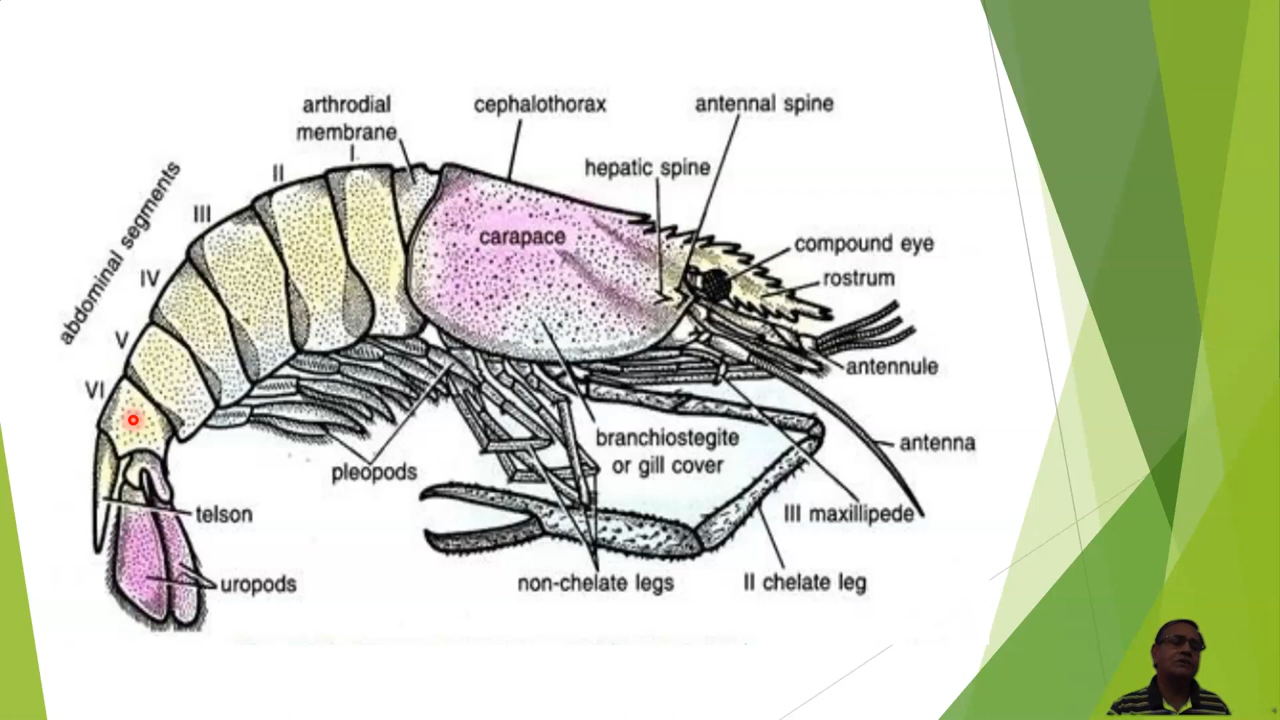 arthrodial
membrane
cephalothorax
antennal spine
hepatic spine
I
II
III
IV
V
VI
abdominal segments
carapace
compound eye
rostrum
antennule
antenna
branchiostegite
or gill cover
pleopods
telson
III maxillipede
uropods
non-chelate legs
II chelate leg